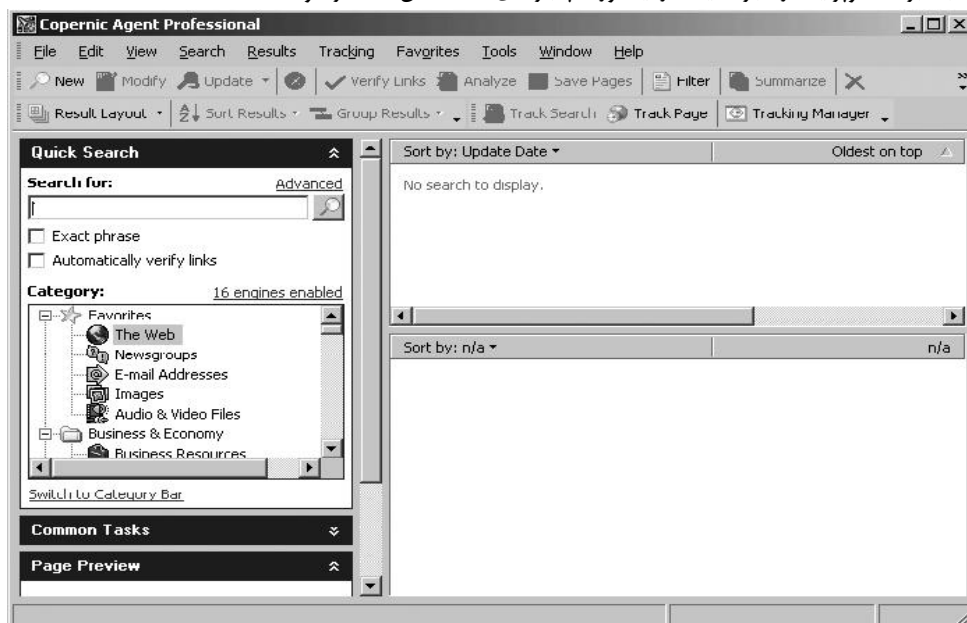 Copernic Agent Professional
File Edit View Search Results Tracking Favorites Tools Window Help
New Modify Update Verify Links Analyze Save Pages Filter Summarize
Result Layout Sort Results Group Results Track Search Track Page Tracking Manager
Quick Search
Search for: Advanced
Exact phrase
Automatically verify links
Category: 16 engines enabled
Favorites
The Web
Newsgroups
E-mail Addresses
Images
Audio & Video Files
Business & Economy
Business Resources
Switch to Category Bar
Common Tasks
Page Preview
Sort by: Update Date Oldest on top
No search to display.
Sort by: n/a n/a